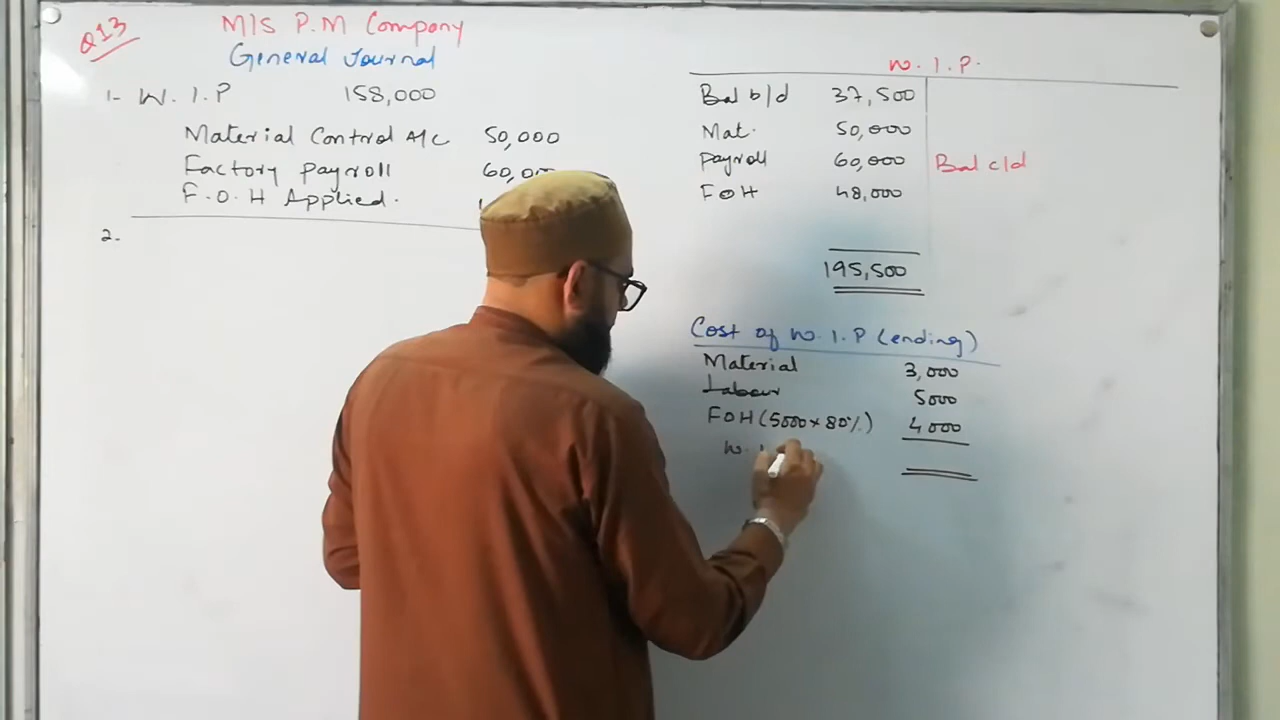 Q13
M/S P.M Company
General Journal
1- W.I.P 158,000
Material Control A/c 50,000
Factory payroll
F.O.H Applied.
2.
W.I.P.
Bal b/d 37,500
Mat. 50,000
payroll 60,000 Bal c/d
FOH 48,000
195,500
Cost of W.I.P (ending)
Material 3,000
Labour 5000
FOH (5000×80%) 4000